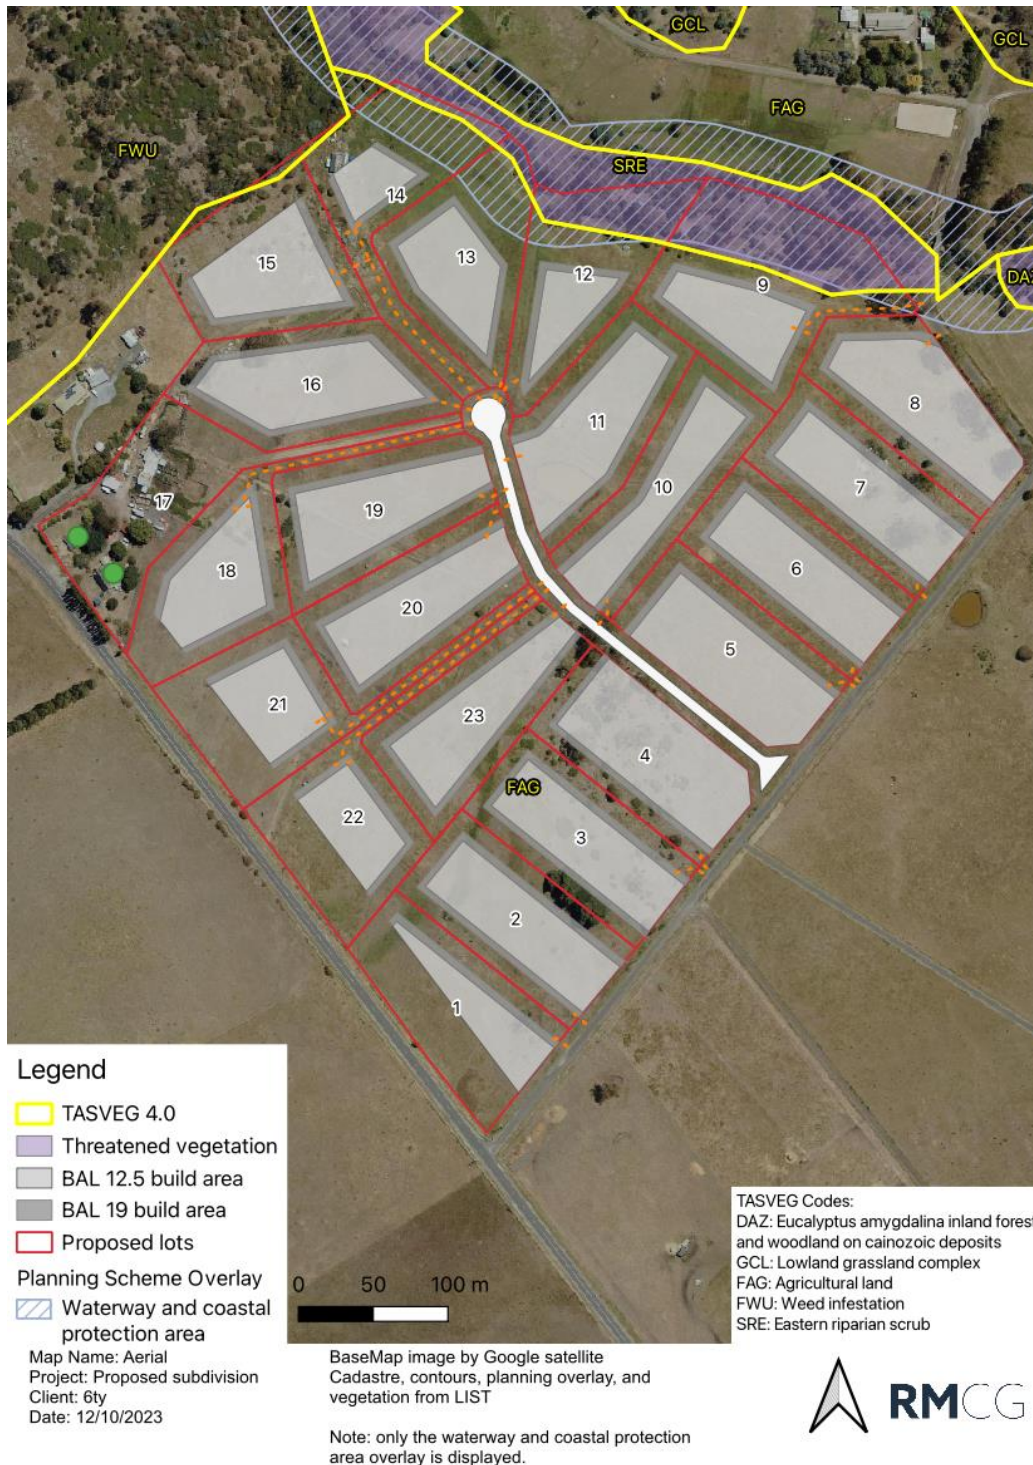 GCL
GCL
FAG
FWU
SRE
14
13
15
12
DAZ
9
16
8
11
10
7
17
19
6
18
20
5
21
23
4
FAG
22
3
2
1
Legend
TASVEG 4.0
Threatened vegetation
BAL 12.5 build area
BAL 19 build area
Proposed lots
Planning Scheme Overlay
Waterway and coastal
protection area
0 50 100 m
TASVEG Codes:
DAZ: Eucalyptus amygdalina inland forest
and woodland on cainozoic deposits
GCL: Lowland grassland complex
FAG: Agricultural land
FWU: Weed infestation
SRE: Eastern riparian scrub
Map Name: Aerial
Project: Proposed subdivision
Client: 6ty
Date: 12/10/2023
BaseMap image by Google satellite
Cadastre, contours, planning overlay, and
vegetation from LIST
Note: only the waterway and coastal protection
area overlay is displayed.
RMCG